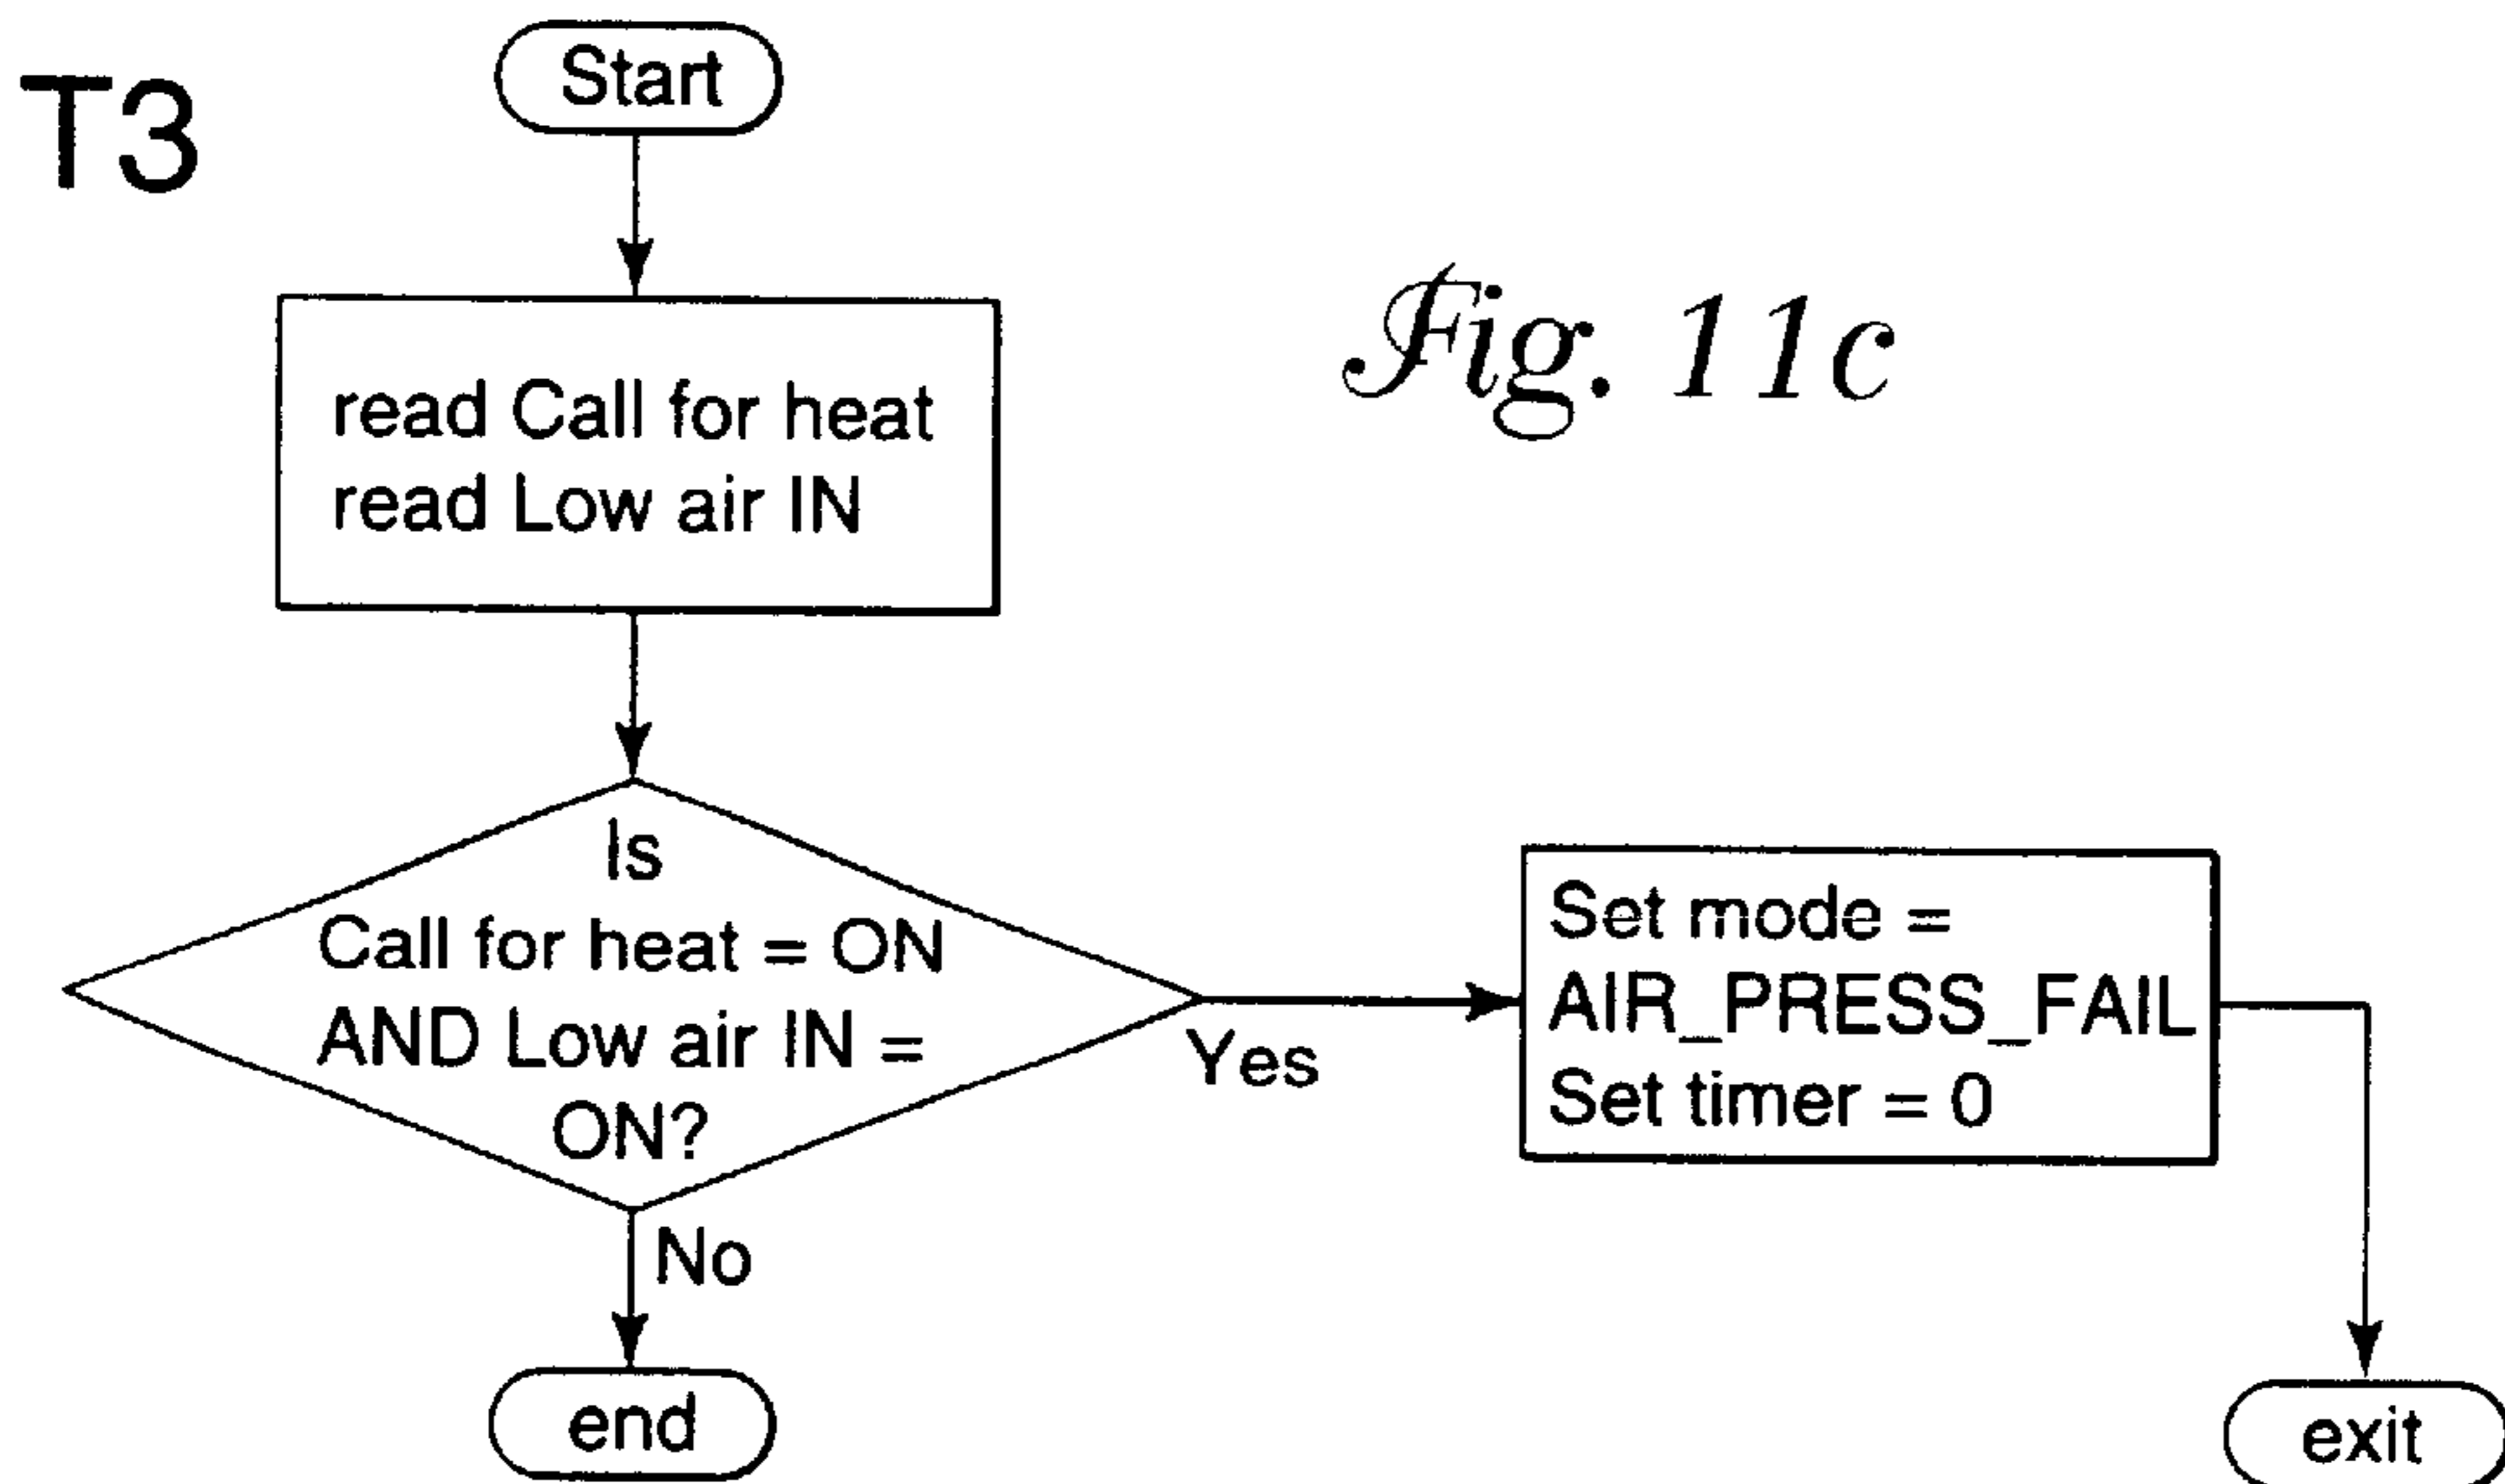 T3
Start
Fig. 11c
read Call for heat
read Low air IN
Is
Call for heat = ON
AND Low air IN =
ON?
Yes
Set mode =
AIR_PRESS_FAIL
Set timer = 0
No
end
exit